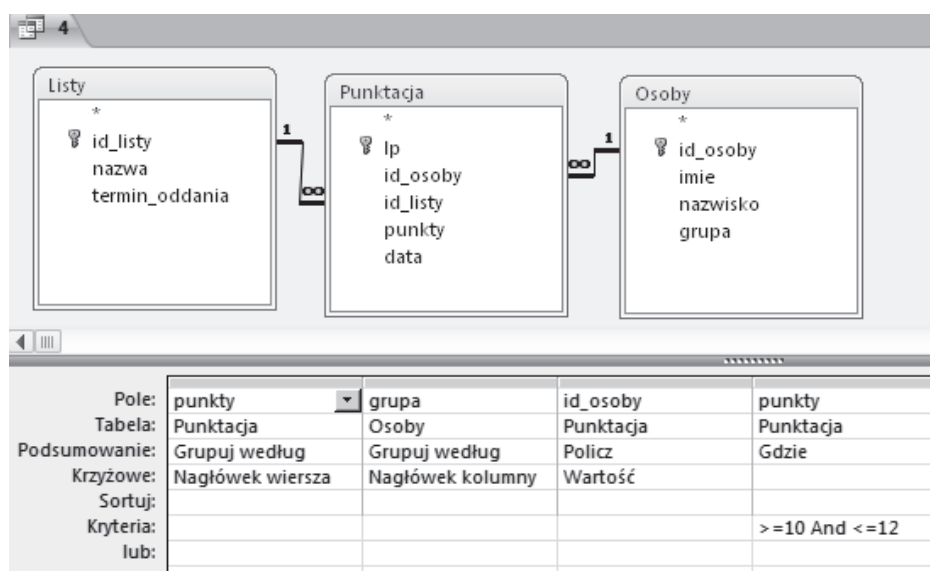 4
Listy
*
id_listy
nazwa
termin_oddania
1
∞
Punktacja
*
lp
id_osoby
id_listy
punkty
data
∞
1
Osoby
*
id_osoby
imie
nazwisko
grupa
Pole: punkty grupa id_osoby punkty
Tabela: Punktacja Osoby Punktacja Punktacja
Podsumowanie: Grupuj według Grupuj według Policz Gdzie
Krzyżowe: Nagłówek wiersza Nagłówek kolumny Wartość
Sortuj:
Kryteria: >=10 And <=12
lub: